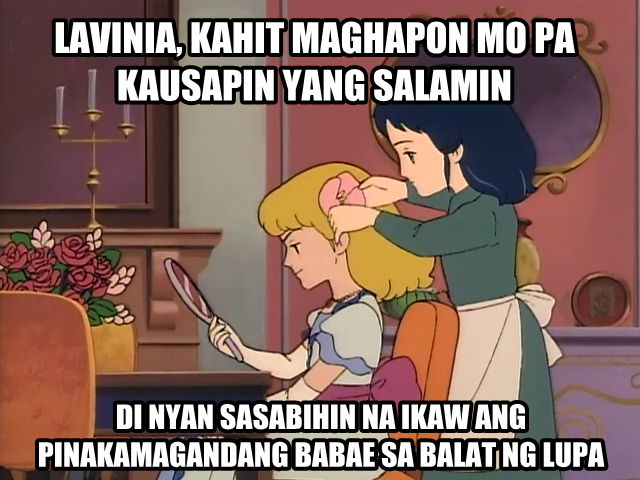 LAVINIA, KAHIT MAGHAPON MO PA
KAUSAPIN YANG SALAMIN
DI NYAN SASABIHIN NA IKAW ANG
PINAKAMAGANDANG BABAE SA BALAT NG LUPA